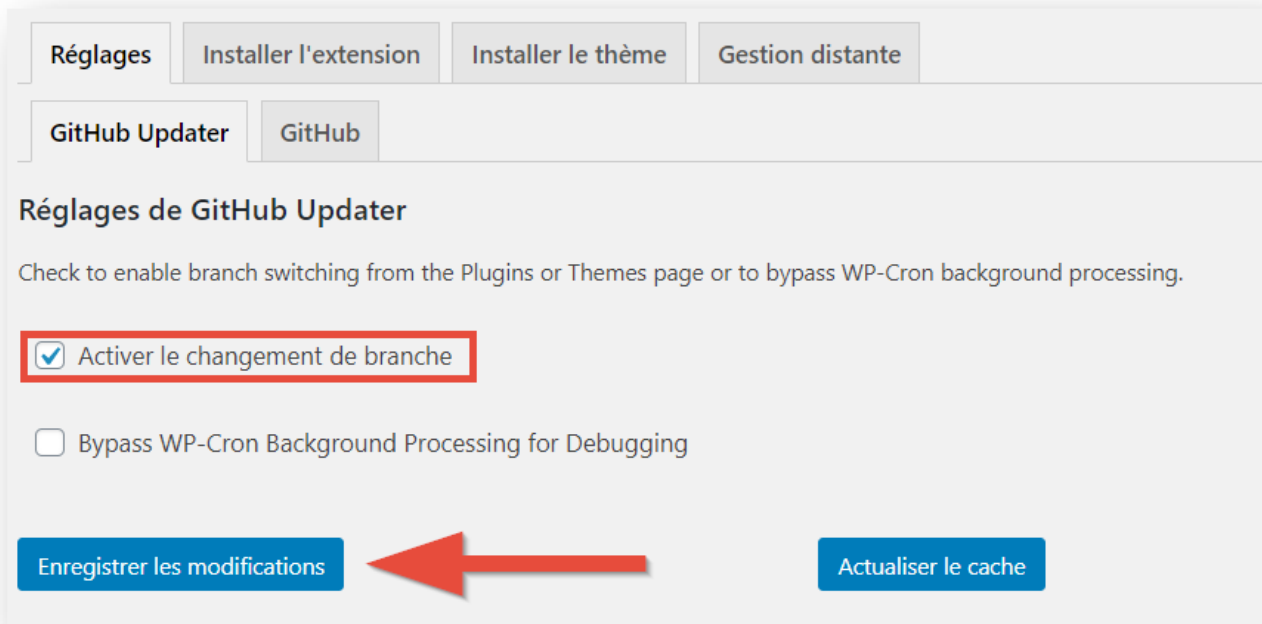 Réglages Installer l'extension Installer le thème Gestion distante
GitHub Updater GitHub
Réglages de GitHub Updater
Check to enable branch switching from the Plugins or Themes page or to bypass WP-Cron background processing.
Activer le changement de branche
Bypass WP-Cron Background Processing for Debugging
Enregistrer les modifications Actualiser le cache